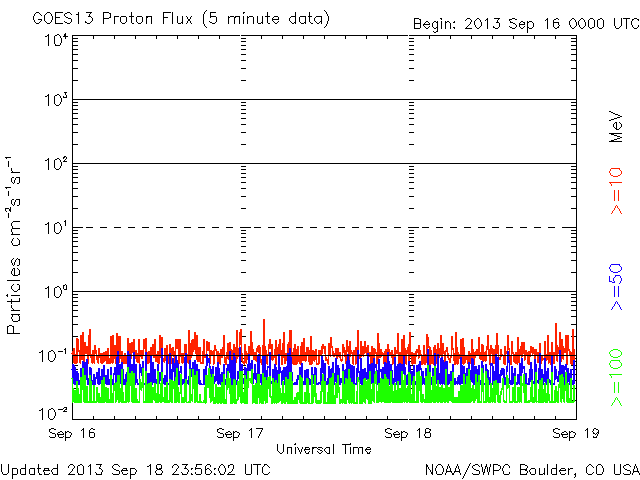 GOES13 Proton Flux (5 minute data)
Begin: 2013 Sep 16 0000 UTC
Particles cm⁻²s⁻¹sr⁻¹
10⁴
10³
10²
10¹
10⁰
10⁻¹
10⁻²
MeV
>=10
>=50
>=100
Sep 16
Sep 17
Sep 18
Sep 19
Universal Time
Updated 2013 Sep 18 23:56:02 UTC
NOAA/SWPC Boulder, CO USA